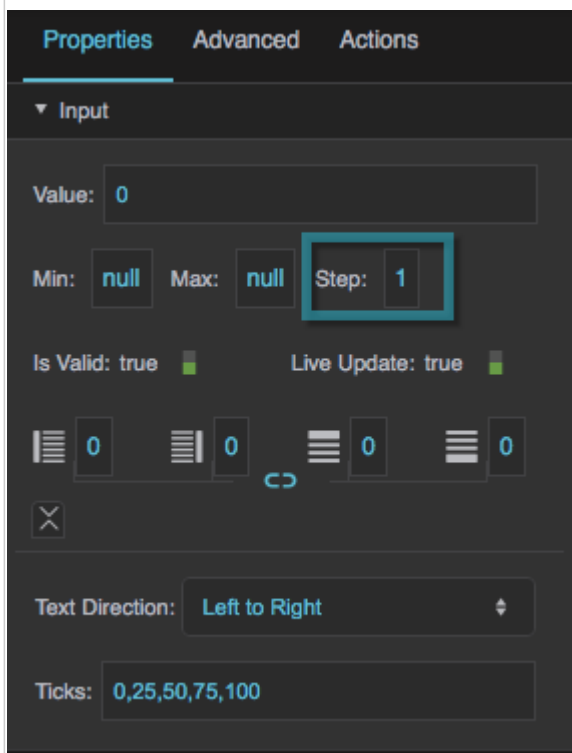 Properties Advanced Actions
Input
Value: 0
Min: null Max: null Step: 1
Is Valid: true Live Update: true
0 0 0 0
Text Direction: Left to Right
Ticks: 0,25,50,75,100